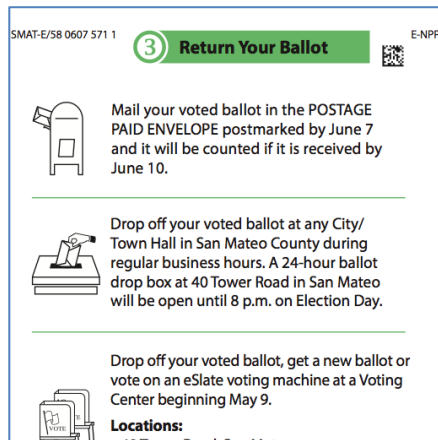 SMAT-E/58 0607 571 1
3 Return Your Ballot
E-NPP
Mail your voted ballot in the POSTAGE
PAID ENVELOPE postmarked by June 7
and it will be counted if it is received by
June 10.
Drop off your voted ballot at any City/
Town Hall in San Mateo County during
regular business hours. A 24-hour ballot
drop box at 40 Tower Road in San Mateo
will be open until 8 p.m. on Election Day.
Drop off your voted ballot, get a new ballot or
vote on an eSlate voting machine at a Voting
Center beginning May 9.
VOTE
Locations: